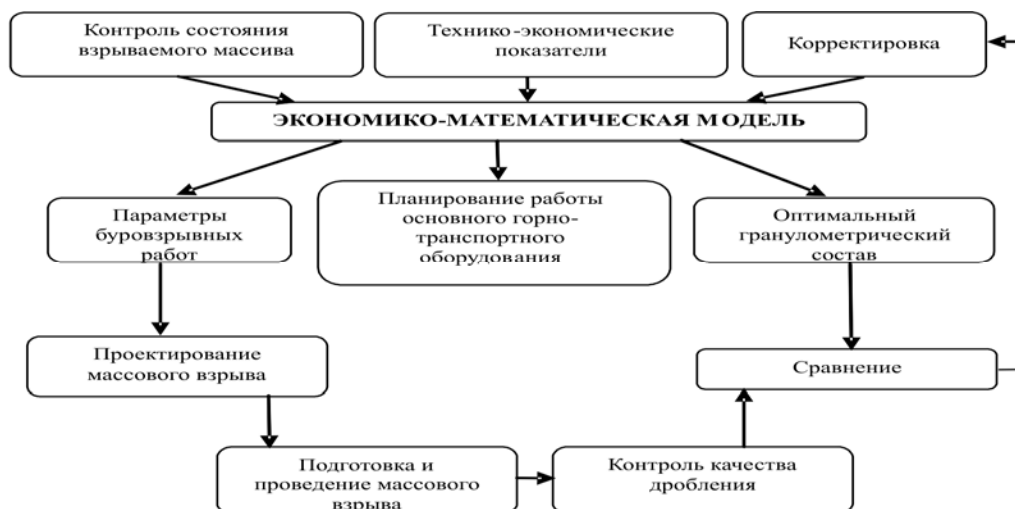 Контроль состояния
взрываемого массива
Технико-экономические
показатели
Корректировка
ЭКОНОМИКО-МАТЕМАТИЧЕСКАЯ МОДЕЛЬ
Параметры
буровзрывных
работ
Планирование работы
основного горно-
транспортного
оборудования
Оптимальный
гранулометрический
состав
Проектирование
массового взрыва
Сравнение
Подготовка и
проведение массового
взрыва
Контроль качества
дробления